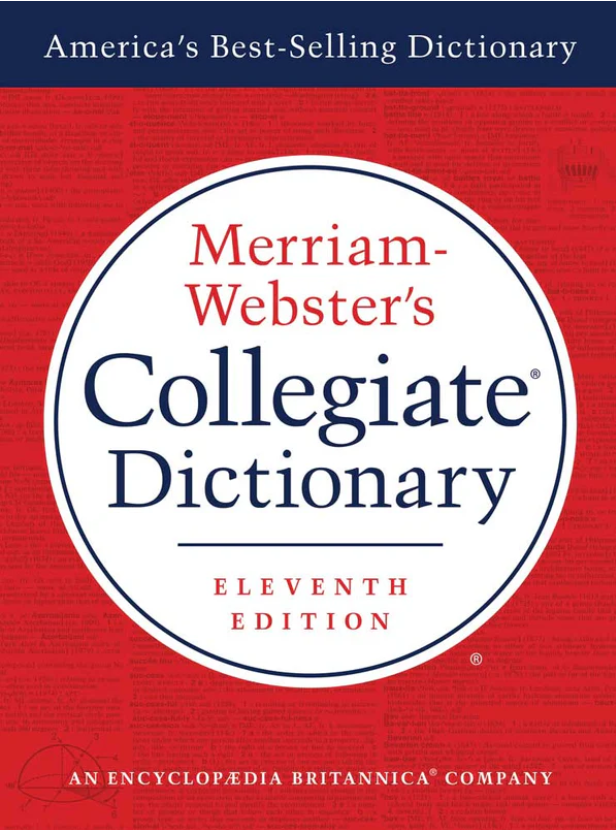 America's Best-Selling Dictionary
Merriam-
Webster's
Collegiate®
Dictionary
ELEVENTH
EDITION
®
AN ENCYCLOPÆDIA BRITANNICA® COMPANY